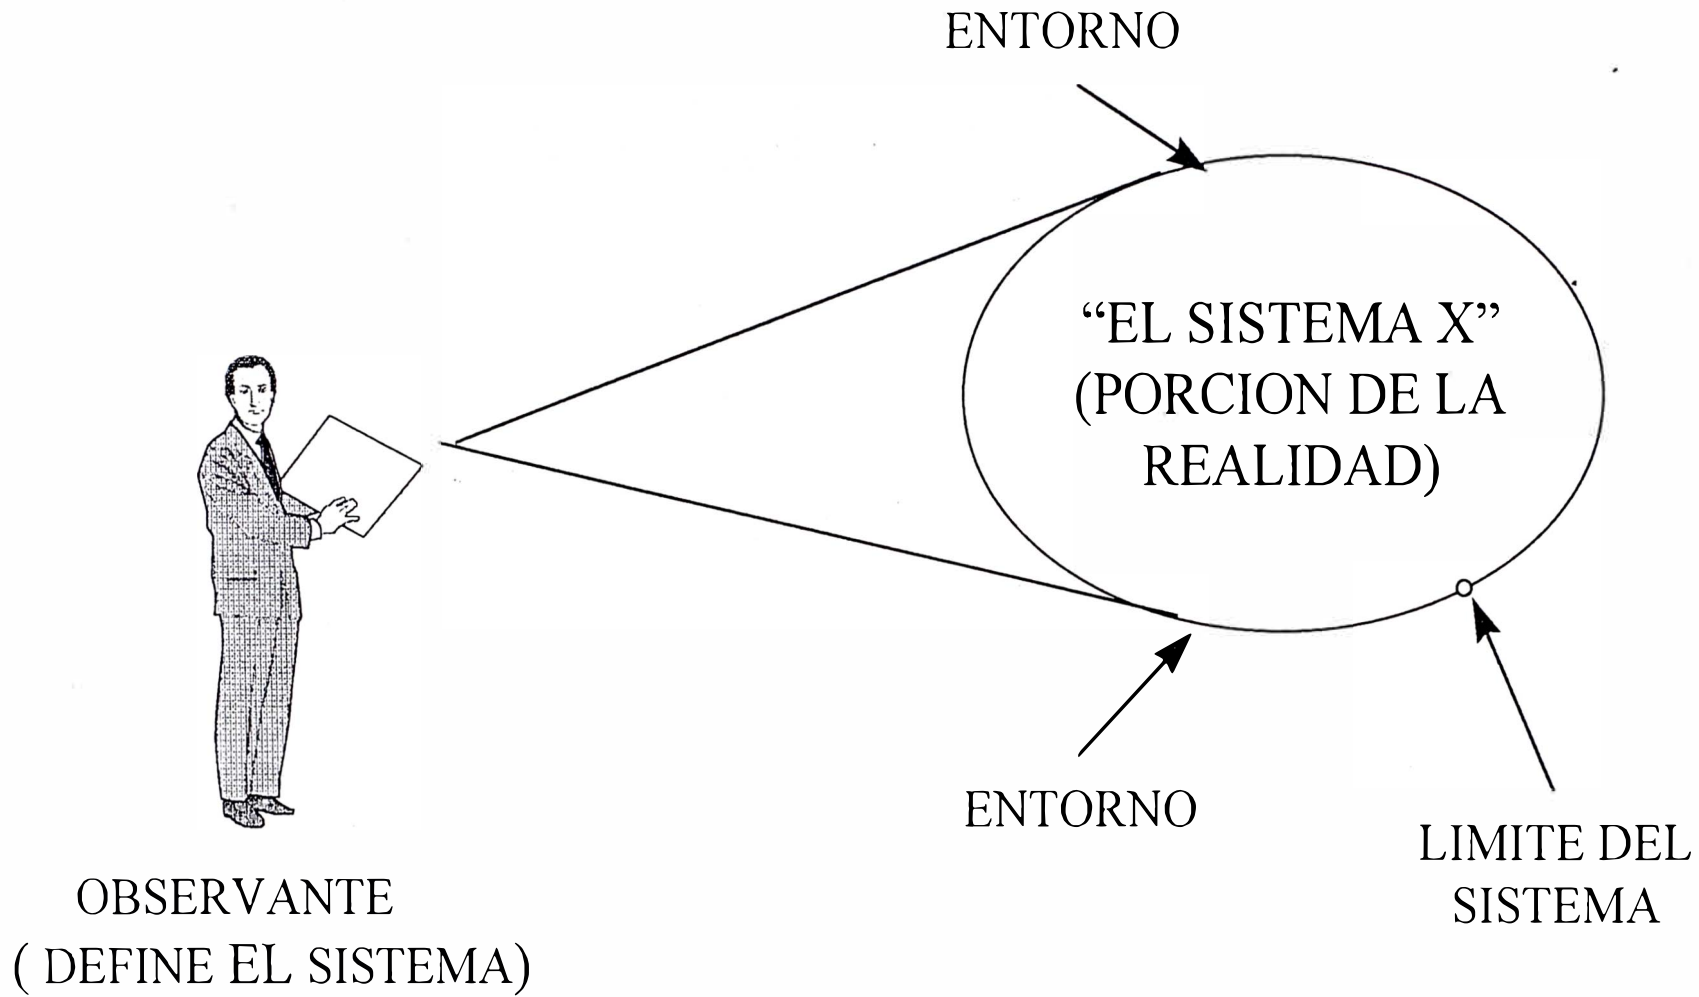 ENTORNO
“EL SISTEMA X”
(PORCION DE LA
REALIDAD)
ENTORNO
LIMITE DEL
SISTEMA
OBSERVANTE
( DEFINE EL SISTEMA)